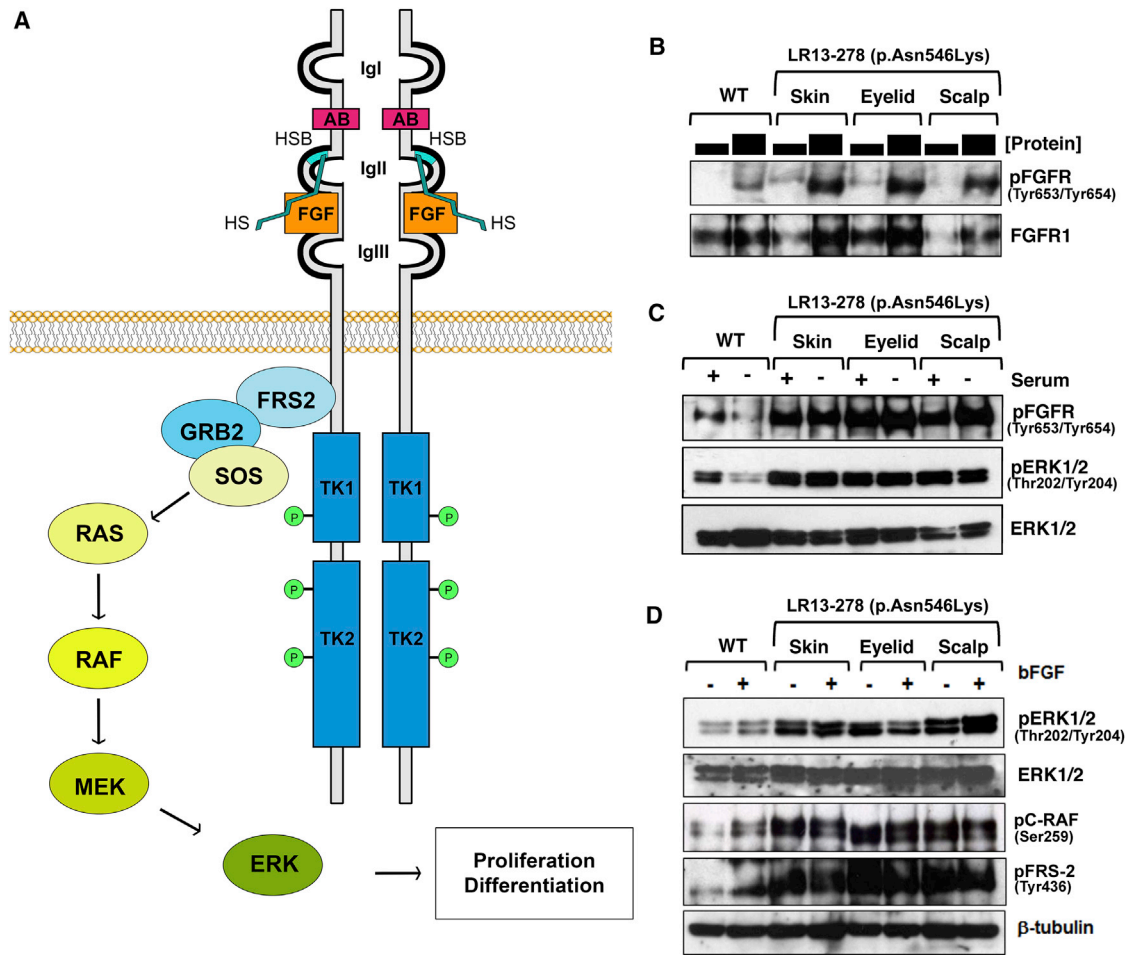 A
IgI
AB
AB
HSB
HSB
IgII
FGF
FGF
HS
HS
IgIII
FRS2
GRB2
SOS
TK1
TK1
P
P
RAS
P
P
RAF
TK2
TK2
P
P
MEK
ERK
Proliferation
Differentiation
B
LR13-278 (p.Asn546Lys)
WT
Skin
Eyelid
Scalp
[Protein]
pFGFR
(Tyr653/Tyr654)
FGFR1
C
LR13-278 (p.Asn546Lys)
WT
Skin
Eyelid
Scalp
+ - + - + - + - Serum
pFGFR
(Tyr653/Tyr654)
pERK1/2
(Thr202/Tyr204)
ERK1/2
D
LR13-278 (p.Asn546Lys)
WT
Skin
Eyelid
Scalp
- + - + - + - + bFGF
pERK1/2
(Thr202/Tyr204)
ERK1/2
pC-RAF
(Ser259)
pFRS-2
(Tyr436)
β-tubulin